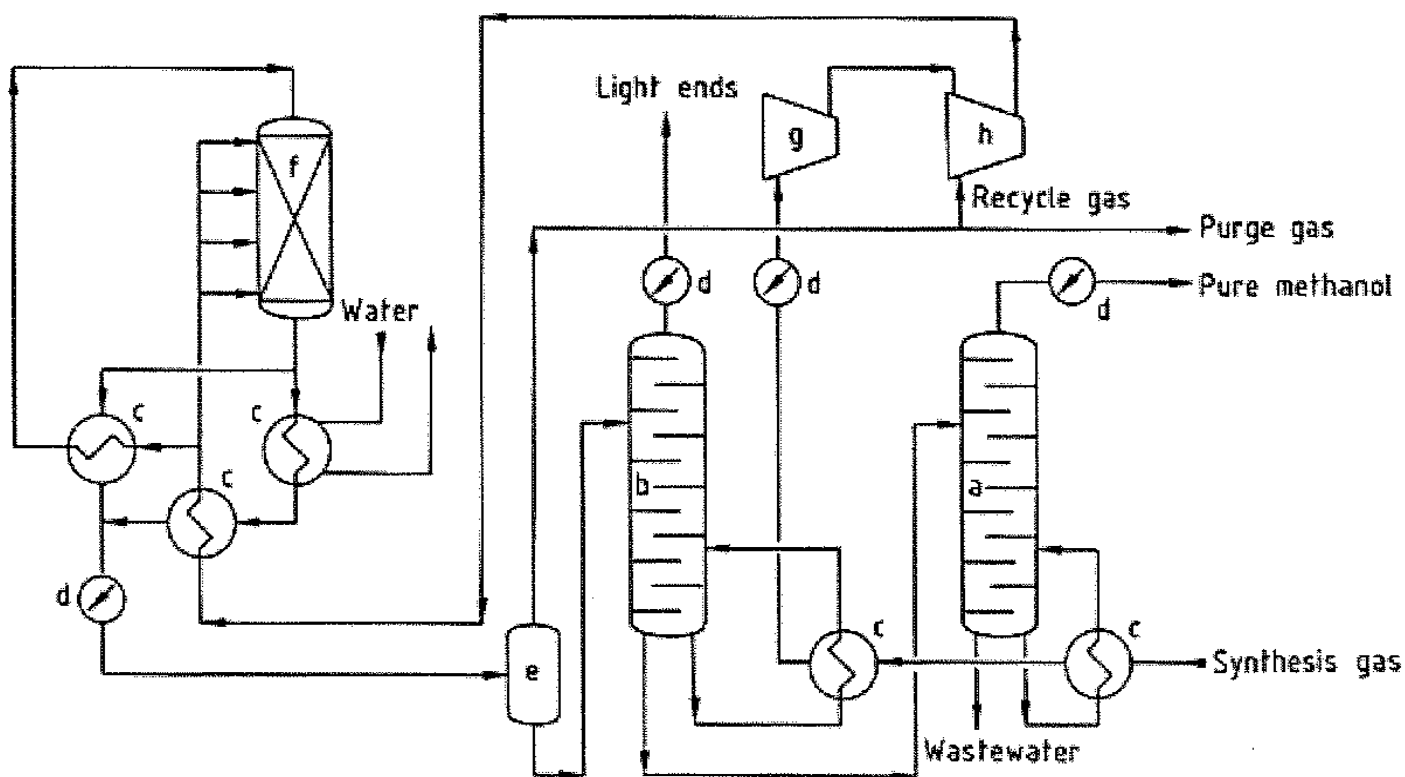 Light ends
g
h
f
Recycle gas
Purge gas
d
d
Pure methanol
d
Water
c
c
c
b
a
d
c
c
e
Synthesis gas
Wastewater